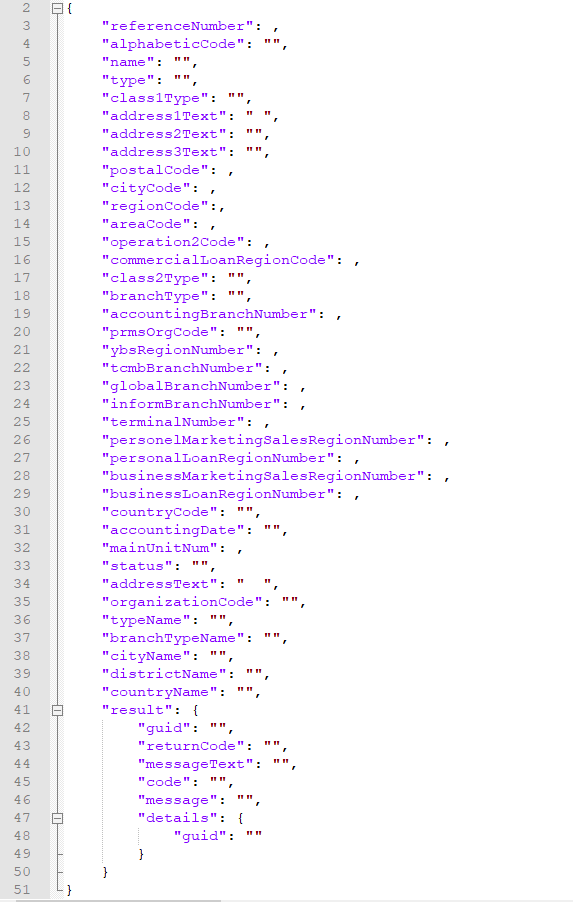 2 {
3 "referenceNumber": ,
4 "alphabeticCode": "",
5 "name": "",
6 "type": "",
7 "class1Type": "",
8 "address1Text": " ",
9 "address2Text": "",
10 "address3Text": "",
11 "postalCode": ,
12 "cityCode": ,
13 "regionCode":,
14 "areaCode": ,
15 "operation2Code": ,
16 "commercialLoanRegionCode": ,
17 "class2Type": "",
18 "branchType": "",
19 "accountingBranchNumber": ,
20 "prmsOrgCode": "",
21 "ybsRegionNumber": ,
22 "tcmbBranchNumber": ,
23 "globalBranchNumber": ,
24 "informBranchNumber": ,
25 "terminalNumber": ,
26 "personelMarketingSalesRegionNumber": ,
27 "personalLoanRegionNumber": ,
28 "businessMarketingSalesRegionNumber": ,
29 "businessLoanRegionNumber": ,
30 "countryCode": "",
31 "accountingDate": "",
32 "mainUnitNum": ,
33 "status": "",
34 "addressText": "  ",
35 "organizationCode": "",
36 "typeName": "",
37 "branchTypeName": "",
38 "cityName": "",
39 "districtName": "",
40 "countryName": "",
41 "result": {
42 "guid": "",
43 "returnCode": "",
44 "messageText": "",
45 "code": "",
46 "message": "",
47 "details": {
48 "guid": ""
49 }
50 }
51 }